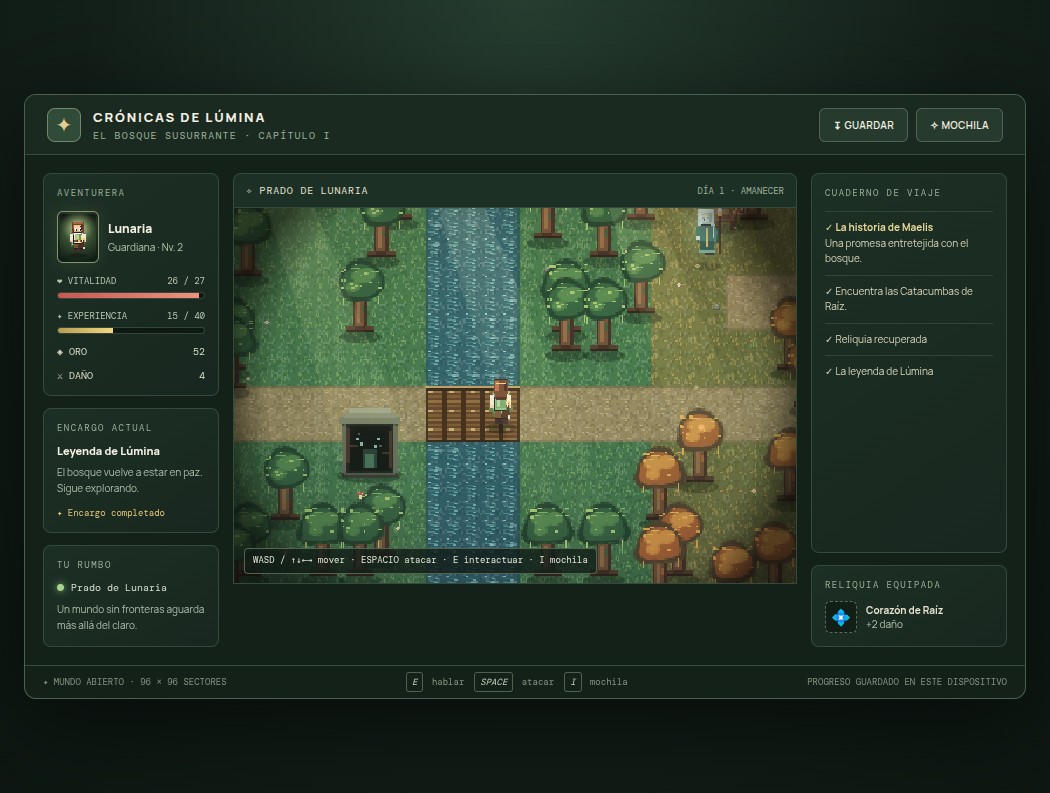 CRÓNICAS DE LÚMINA
EL BOSQUE SUSURRANTE · CAPÍTULO I
↧ GUARDAR
✧ MOCHILA
AVENTURERA
Lunaria
Guardiana · Nv. 2
❤ VITALIDAD 26 / 27
✦ EXPERIENCIA 15 / 40
◈ ORO 52
⚔ DAÑO 4
ENCARGO ACTUAL
Leyenda de Lúmina
El bosque vuelve a estar en paz.
Sigue explorando.
✦ Encargo completado
TU RUMBO
Prado de Lunaria
Un mundo sin fronteras aguarda
más allá del claro.
✧ PRADO DE LUNARIA
DÍA 1 · AMANECER
WASD / ↑↓←→ mover · ESPACIO atacar · E interactuar · I mochila
CUADERNO DE VIAJE
✓ La historia de Maelis
Una promesa entretejida con el
bosque.
✓ Encuentra las Catacumbas de
Raíz.
✓ Reliquia recuperada
✓ La leyenda de Lúmina
RELIQUIA EQUIPADA
Corazón de Raíz
+2 daño
✦ MUNDO ABIERTO · 96 × 96 SECTORES
E hablar SPACE atacar I mochila
PROGRESO GUARDADO EN ESTE DISPOSITIVO